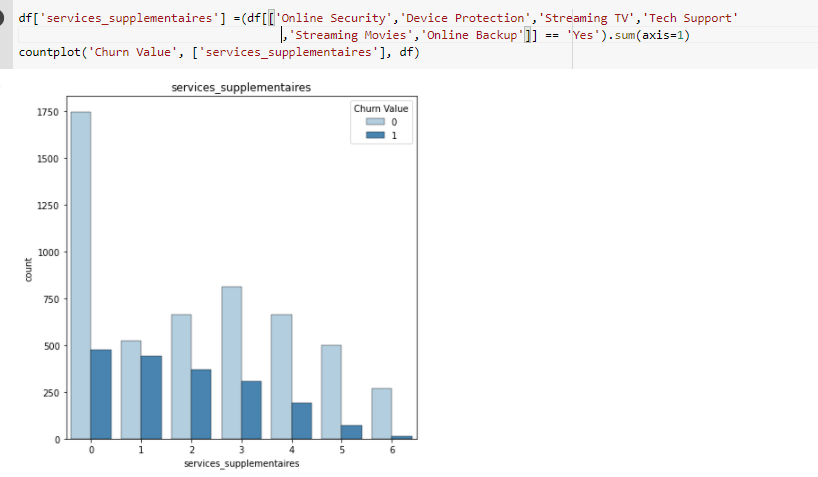 df['services_supplementaires'] =(df[['Online Security','Device Protection','Streaming TV','Tech Support'
,'Streaming Movies','Online Backup']] == 'Yes').sum(axis=1)
countplot('Churn Value', ['services_supplementaires'], df)
services_supplementaires
Churn Value
0
1
1750
1500
1250
1000
750
500
250
0
count
0 1 2 3 4 5 6
services_supplementaires